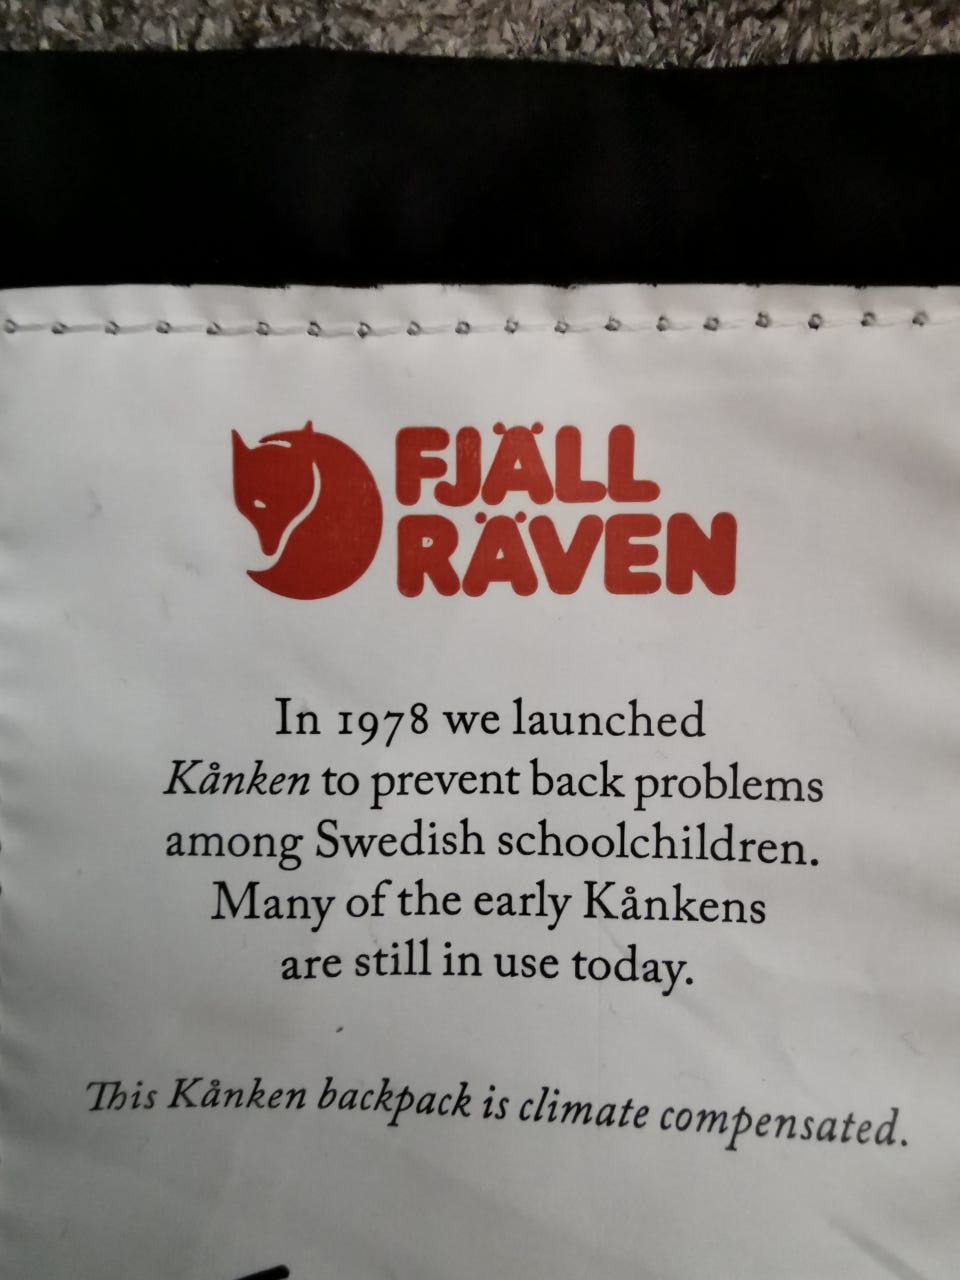 FJÄLL
RÄVEN
In 1978 we launched
Kånken to prevent back problems
among Swedish schoolchildren.
Many of the early Kånkens
are still in use today.
This Kånken backpack is climate compensated.